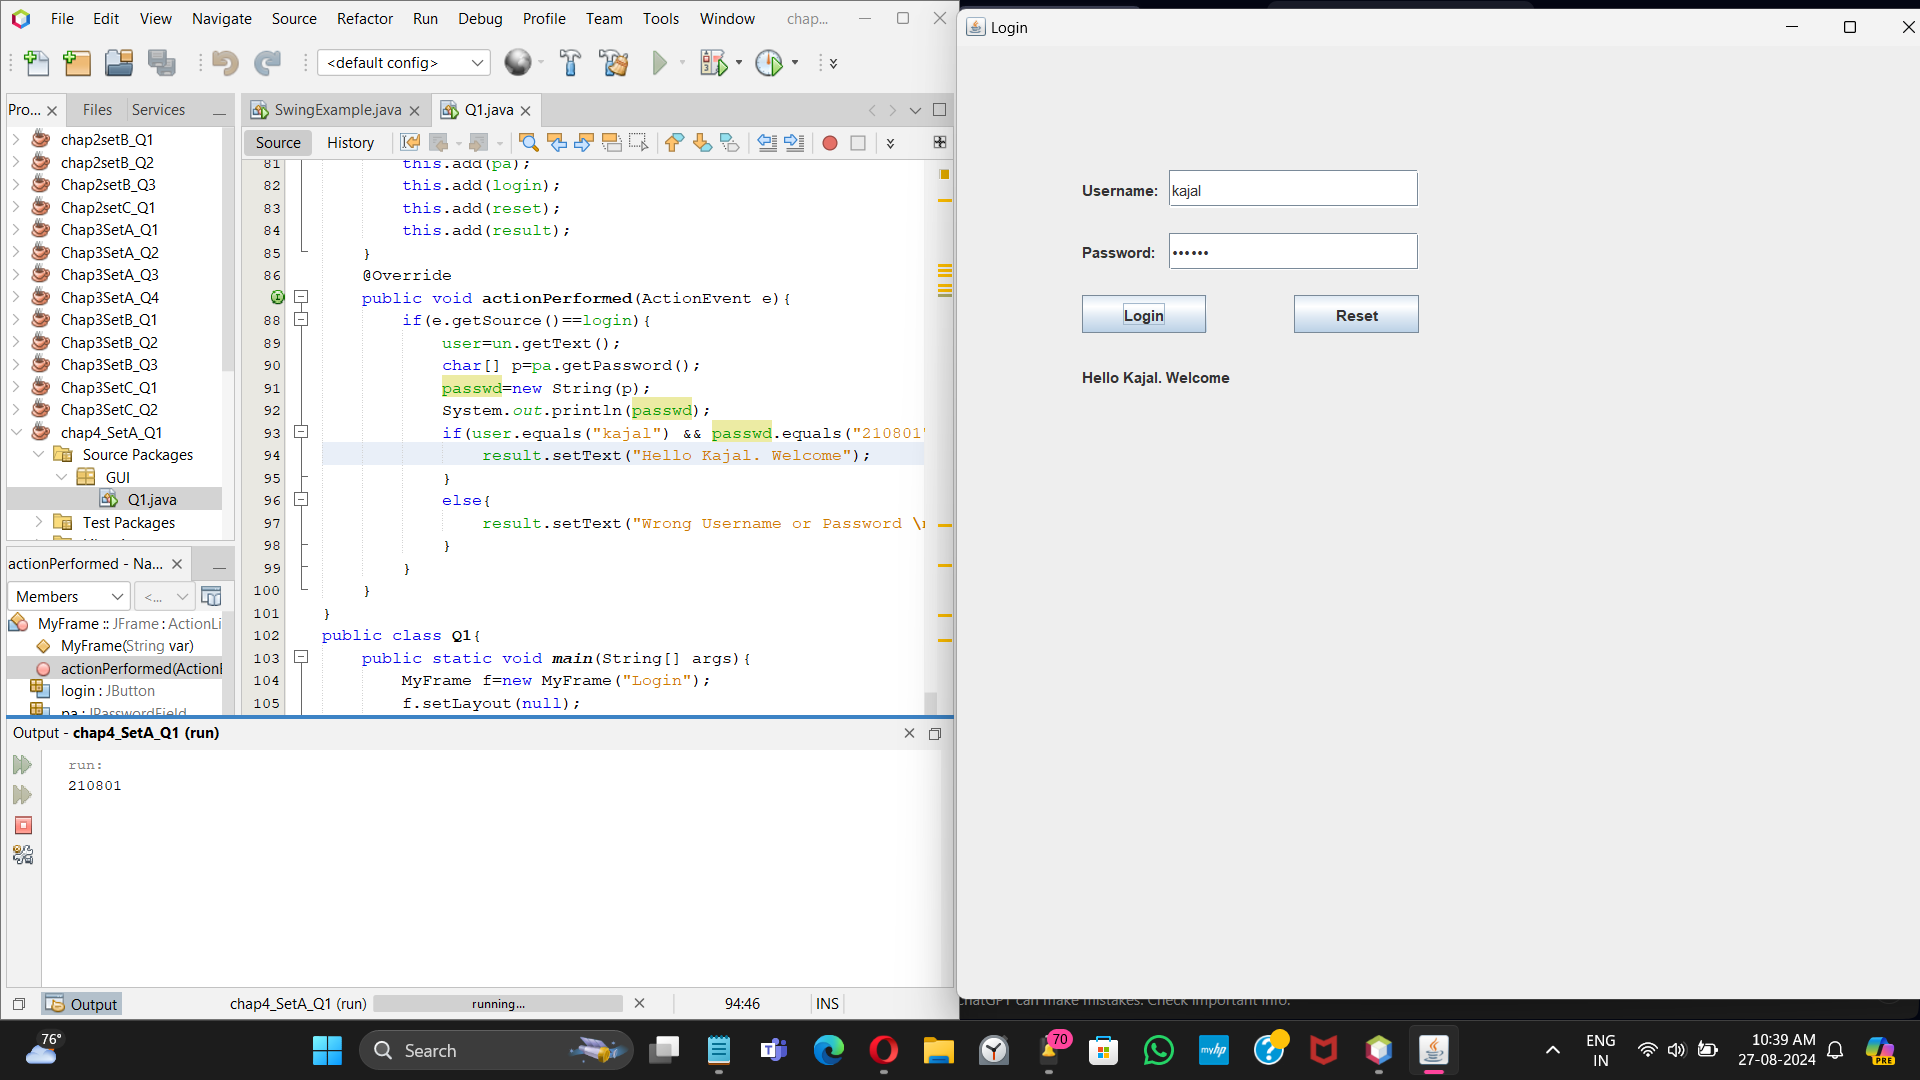 File Edit View Navigate Source Refactor Run Debug Profile Team Tools Window chap...
<default config>
Pro... Files Services
SwingExample.java Q1.java
Source History
chap2setB_Q1
chap2setB_Q2
Chap2setB_Q3
Chap2setC_Q1
Chap3SetA_Q1
Chap3SetA_Q2
Chap3SetA_Q3
Chap3SetA_Q4
Chap3SetB_Q1
Chap3SetB_Q2
Chap3SetB_Q3
Chap3SetC_Q1
Chap3SetC_Q2
chap4_SetA_Q1
Source Packages
GUI
Q1.java
Test Packages
81 this.add(pa);
82 this.add(login);
83 this.add(reset);
84 this.add(result);
85 }
86 @Override
public void actionPerformed(ActionEvent e){
88 if(e.getSource()==login){
89 user=un.getText();
90 char[] p=pa.getPassword();
91 passwd=new String(p);
92 System.out.println(passwd);
93 if(user.equals("kajal") && passwd.equals("210801"
94 result.setText("Hello Kajal. Welcome");
95 }
96 else{
97 result.setText("Wrong Username or Password \
98 }
99 }
100 }
101 }
102 public class Q1{
103 public static void main(String[] args){
104 MyFrame f=new MyFrame("Login");
105 f.setLayout(null);
actionPerformed - Na...
Members <...
MyFrame :: JFrame : ActionLi
MyFrame(String var)
actionPerformed(Action
login : JButton
pa : JPasswordField
Output - chap4_SetA_Q1 (run)
run:
210801
Output chap4_SetA_Q1 (run) running... 94:46 INS
Login
Username: kajal
Password: ••••••
Login Reset
Hello Kajal. Welcome
ChatGPT can make mistakes. Check important info.
76°
Search
70
myhp
PRE
ENG
IN
10:39 AM
27-08-2024